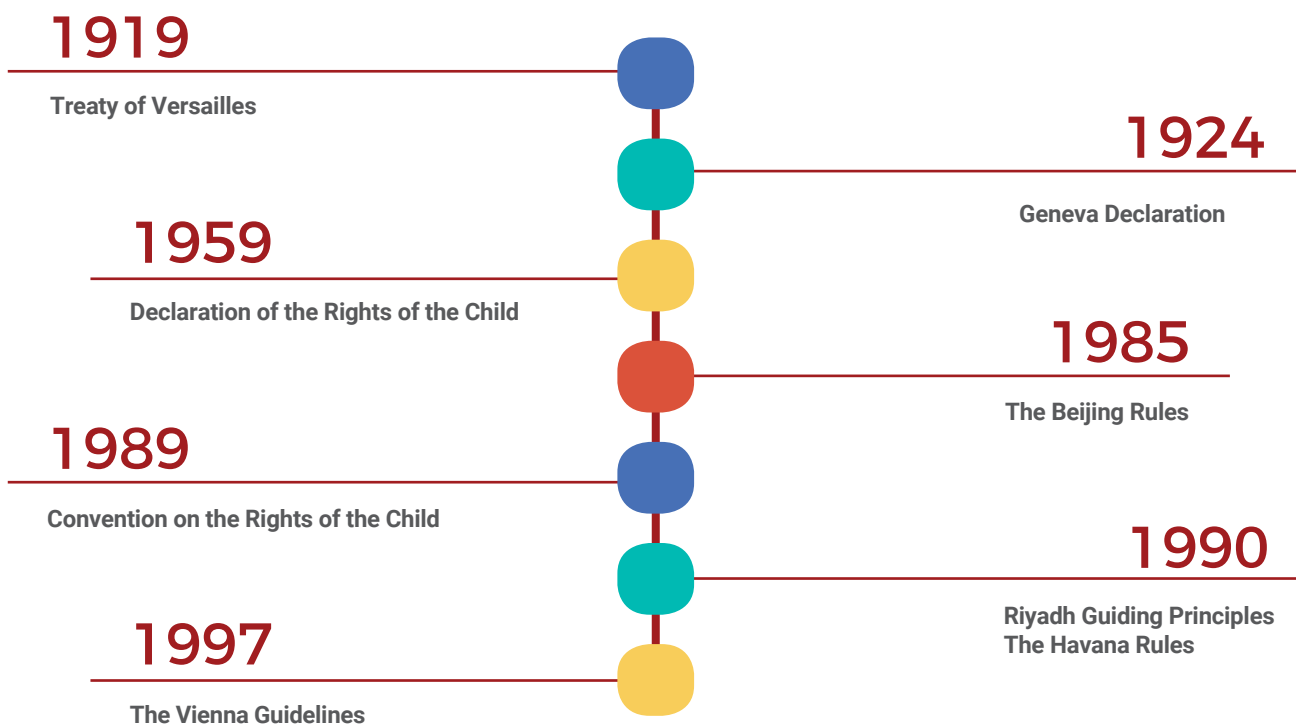 1919
Treaty of Versailles
1924
Geneva Declaration
1959
Declaration of the Rights of the Child
1985
The Beijing Rules
1989
Convention on the Rights of the Child
1990
Riyadh Guiding Principles
The Havana Rules
1997
The Vienna Guidelines